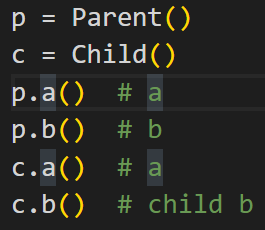 p = Parent()
c = Child()
p.a()  # a
p.b()  # b
c.a()  # a
c.b()  # child b